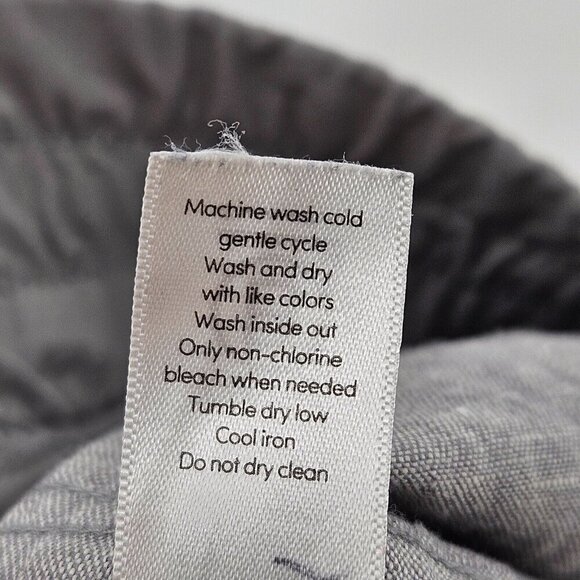 Machine wash cold
gentle cycle
Wash and dry
with like colors
Wash inside out
Only non-chlorine
bleach when needed
Tumble dry low
Cool iron
Do not dry clean